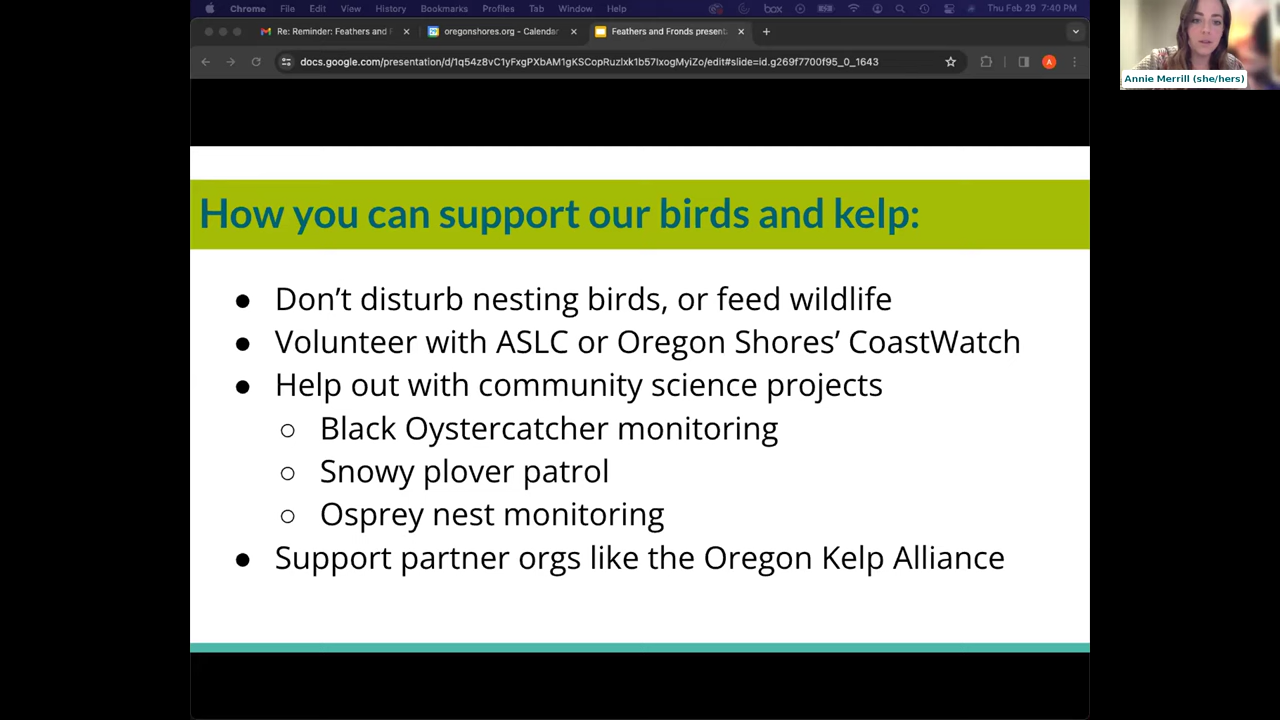 Chrome File Edit View History Bookmarks Profiles Tab Window Help box Thu Feb 29 7:40 PM
Re: Reminder: Feathers and oregonshores.org - Calendar Feathers and Fronds present
docs.google.com/presentation/d/1q54z8vC1yFxgPXbAM1gKSCopRuzlxk1b57IxogMyiZo/edit#slide=id.g269f7700f95_0_1643
A
Annie Merrill (she/hers)
How you can support our birds and kelp:
● Don’t disturb nesting birds, or feed wildlife
● Volunteer with ASLC or Oregon Shores’ CoastWatch
● Help out with community science projects
○ Black Oystercatcher monitoring
○ Snowy plover patrol
○ Osprey nest monitoring
● Support partner orgs like the Oregon Kelp Alliance